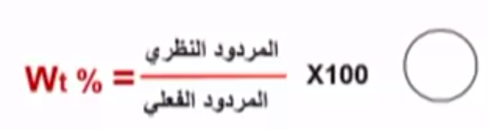 المردود النظري
Wt % = X100
المردود الفعلي